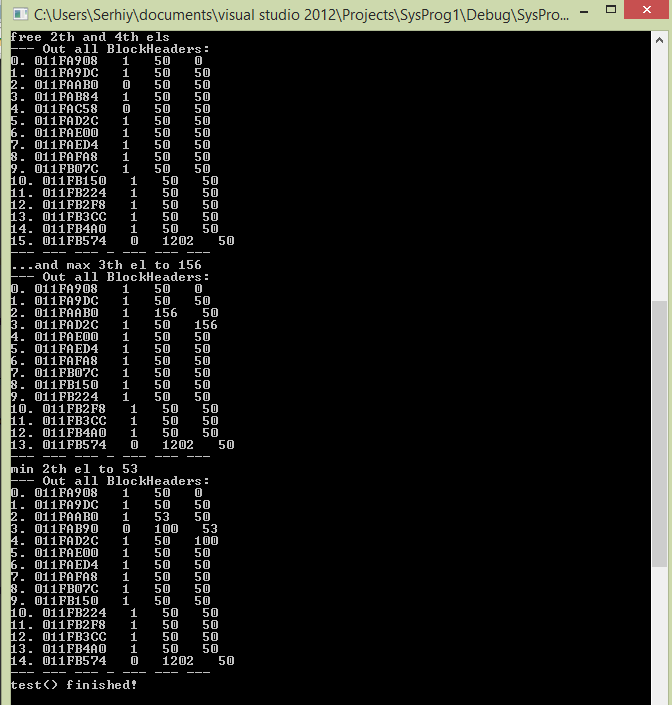 C:\Users\Serhiy\documents\visual studio 2012\Projects\SysProg1\Debug\SysPro...
free 2th and 4th els
--- Out all BlockHeaders:
0. 011FA908   1   50   0
1. 011FA9DC   1   50   50
2. 011FAAB0   0   50   50
3. 011FAB84   1   50   50
4. 011FAC58   0   50   50
5. 011FAD2C   1   50   50
6. 011FAE00   1   50   50
7. 011FAED4   1   50   50
8. 011FAFA8   1   50   50
9. 011FB07C   1   50   50
10. 011FB150   1   50   50
11. 011FB224   1   50   50
12. 011FB2F8   1   50   50
13. 011FB3CC   1   50   50
14. 011FB4A0   1   50   50
15. 011FB574   0   1202   50
--- --- --- - --- --- ---
...and max 3th el to 156
--- Out all BlockHeaders:
0. 011FA908   1   50   0
1. 011FA9DC   1   50   50
2. 011FAAB0   1   156   50
3. 011FAD2C   1   50   156
4. 011FAE00   1   50   50
5. 011FAED4   1   50   50
6. 011FAFA8   1   50   50
7. 011FB07C   1   50   50
8. 011FB150   1   50   50
9. 011FB224   1   50   50
10. 011FB2F8   1   50   50
11. 011FB3CC   1   50   50
12. 011FB4A0   1   50   50
13. 011FB574   0   1202   50
--- --- --- - --- --- ---
min 2th el to 53
--- Out all BlockHeaders:
0. 011FA908   1   50   0
1. 011FA9DC   1   50   50
2. 011FAAB0   1   53   50
3. 011FAB90   0   100   53
4. 011FAD2C   1   50   100
5. 011FAE00   1   50   50
6. 011FAED4   1   50   50
7. 011FAFA8   1   50   50
8. 011FB07C   1   50   50
9. 011FB150   1   50   50
10. 011FB224   1   50   50
11. 011FB2F8   1   50   50
12. 011FB3CC   1   50   50
13. 011FB4A0   1   50   50
14. 011FB574   0   1202   50
--- --- --- - --- --- ---
test() finished!